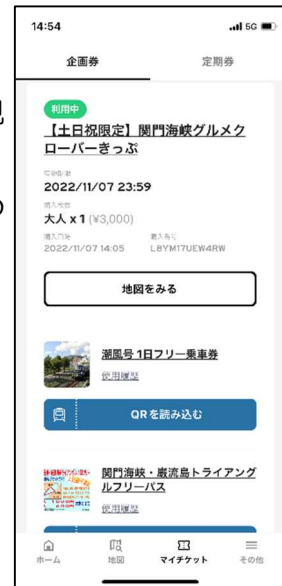 14:54
5G
企画券
定期券
利用中
【土日祝限定】関門海峡グルメク
ローバーきっぷ
有効期限
2022/11/07 23:59
購入枚数
大人 x 1 (¥3,000)
購入日時
購入番号
2022/11/07 14:05
L8YM17UEW4RW
地図をみる
潮風号 1日フリー乗車券
使用履歴
QRを読み込む
関門海峡・巌流島トライアング
ルフリーパス
使用履歴
ホーム
地図
マイチケット
その他